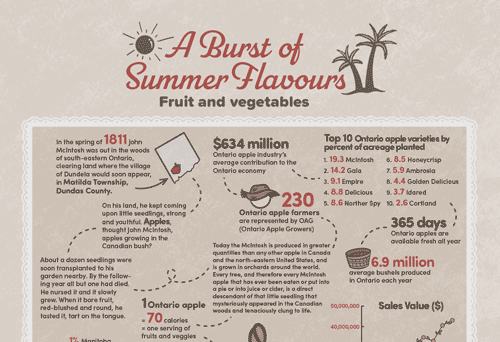 A Burst of
Summer Flavours
Fruit and vegetables
In the spring of 1811 John
McIntosh was out in the woods
of south-eastern Ontario,
clearing land where the village
of Dundela would soon appear,
in Matilda Township,
Dundas County.
On his land, he kept coming
upon little seedlings, strong
and youthful. Apples,
thought John McIntosh,
apples growing in the
Canadian bush?
About a dozen seedlings were
soon transplanted to his
garden nearby. By the follow-
ing year all but one had died.
He nursed it and it slowly
grew. When it bore fruit,
red-blushed and round, he
tasted it, tart on the tongue.
$634 million
Ontario apple industry's
average contribution to the
Ontario economy
230
Ontario apple farmers
are represented by OAG
(Ontario Apple Growers)
Today the McIntosh is produced in greater
quantities than any other apple in Canada
and the north-eastern United States, and
is grown in orchards around the world.
Every tree, and therefore every McIntosh
apple that has ever been eaten or put into
a pie or into juice or cider, is a direct
descendant of that little seedling that
mysteriously appeared in the Canadian
woods and tenaciously clung to life.
Top 10 Ontario apple varieties by
percent of acreage planted
1. 19.3 McIntosh
2. 14.2 Gala
3. 9.1 Empire
4. 8.8 Delicious
5. 8.6 Norther Spy
6. 8.5 Honeycrisp
7. 5.9 Ambrosia
8. 4.4 Golden Delicious
9. 3.7 Idared
10. 2.6 Cortland
365 days
Ontario apples are
available fresh all year
6.9 million
average bushels produced
in Ontario each year
1 Ontario apple
= 70 calories
= one serving of
fruits and veggies
1% Manitoba
Sales Value ($)
50,000,000
40,000,000